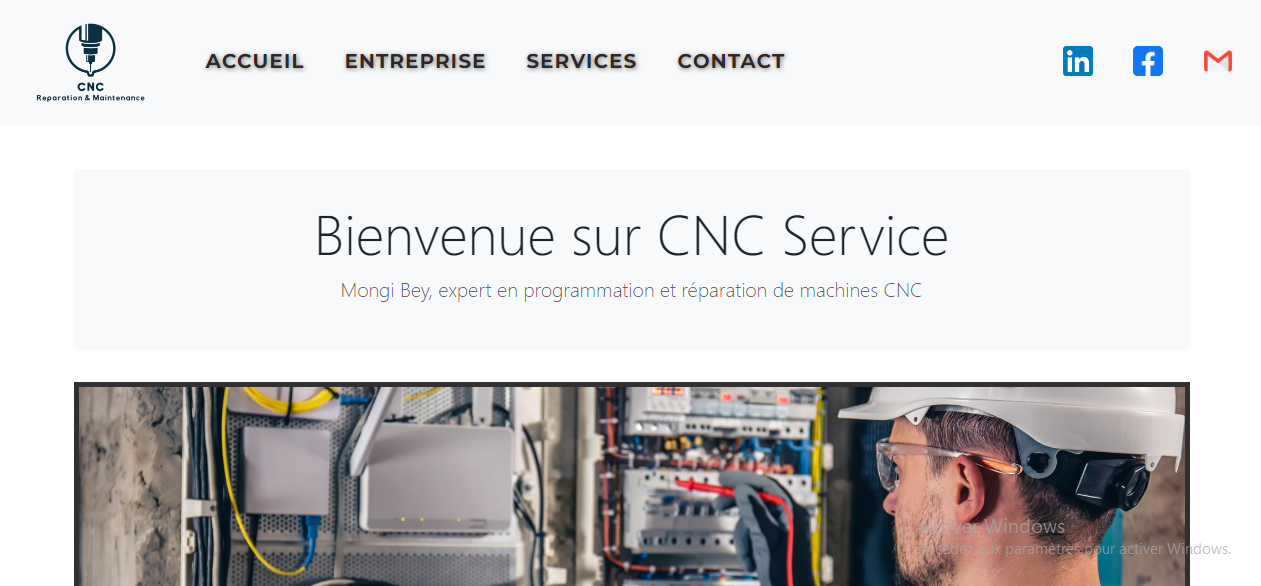 CNC
Reparation & Maintenance
ACCUEIL
ENTREPRISE
SERVICES
CONTACT
in
f
Bienvenue sur CNC Service
Mongi Bey, expert en programmation et réparation de machines CNC
Activer Windows
Accédez aux paramètres pour activer Windows.